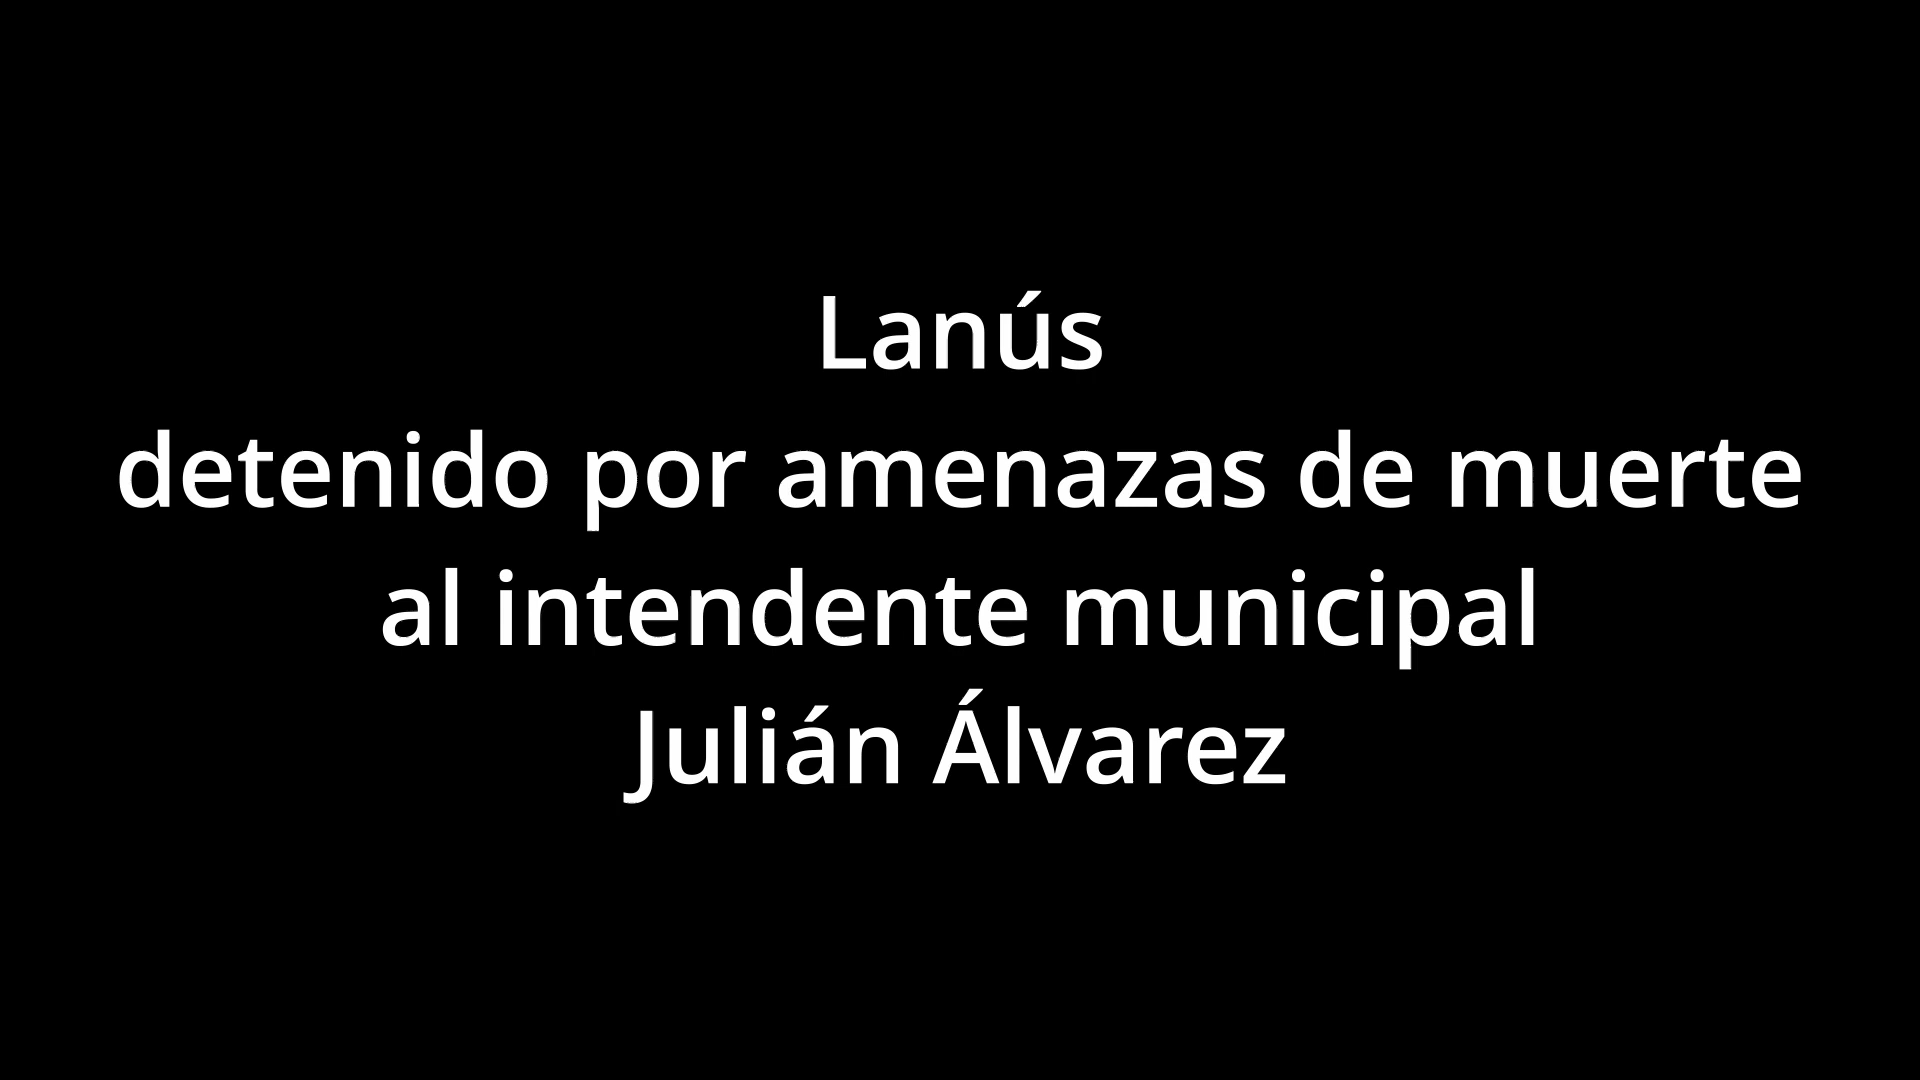 Lanús
detenido por amenazas de muerte
al intendente municipal
Julián Álvarez